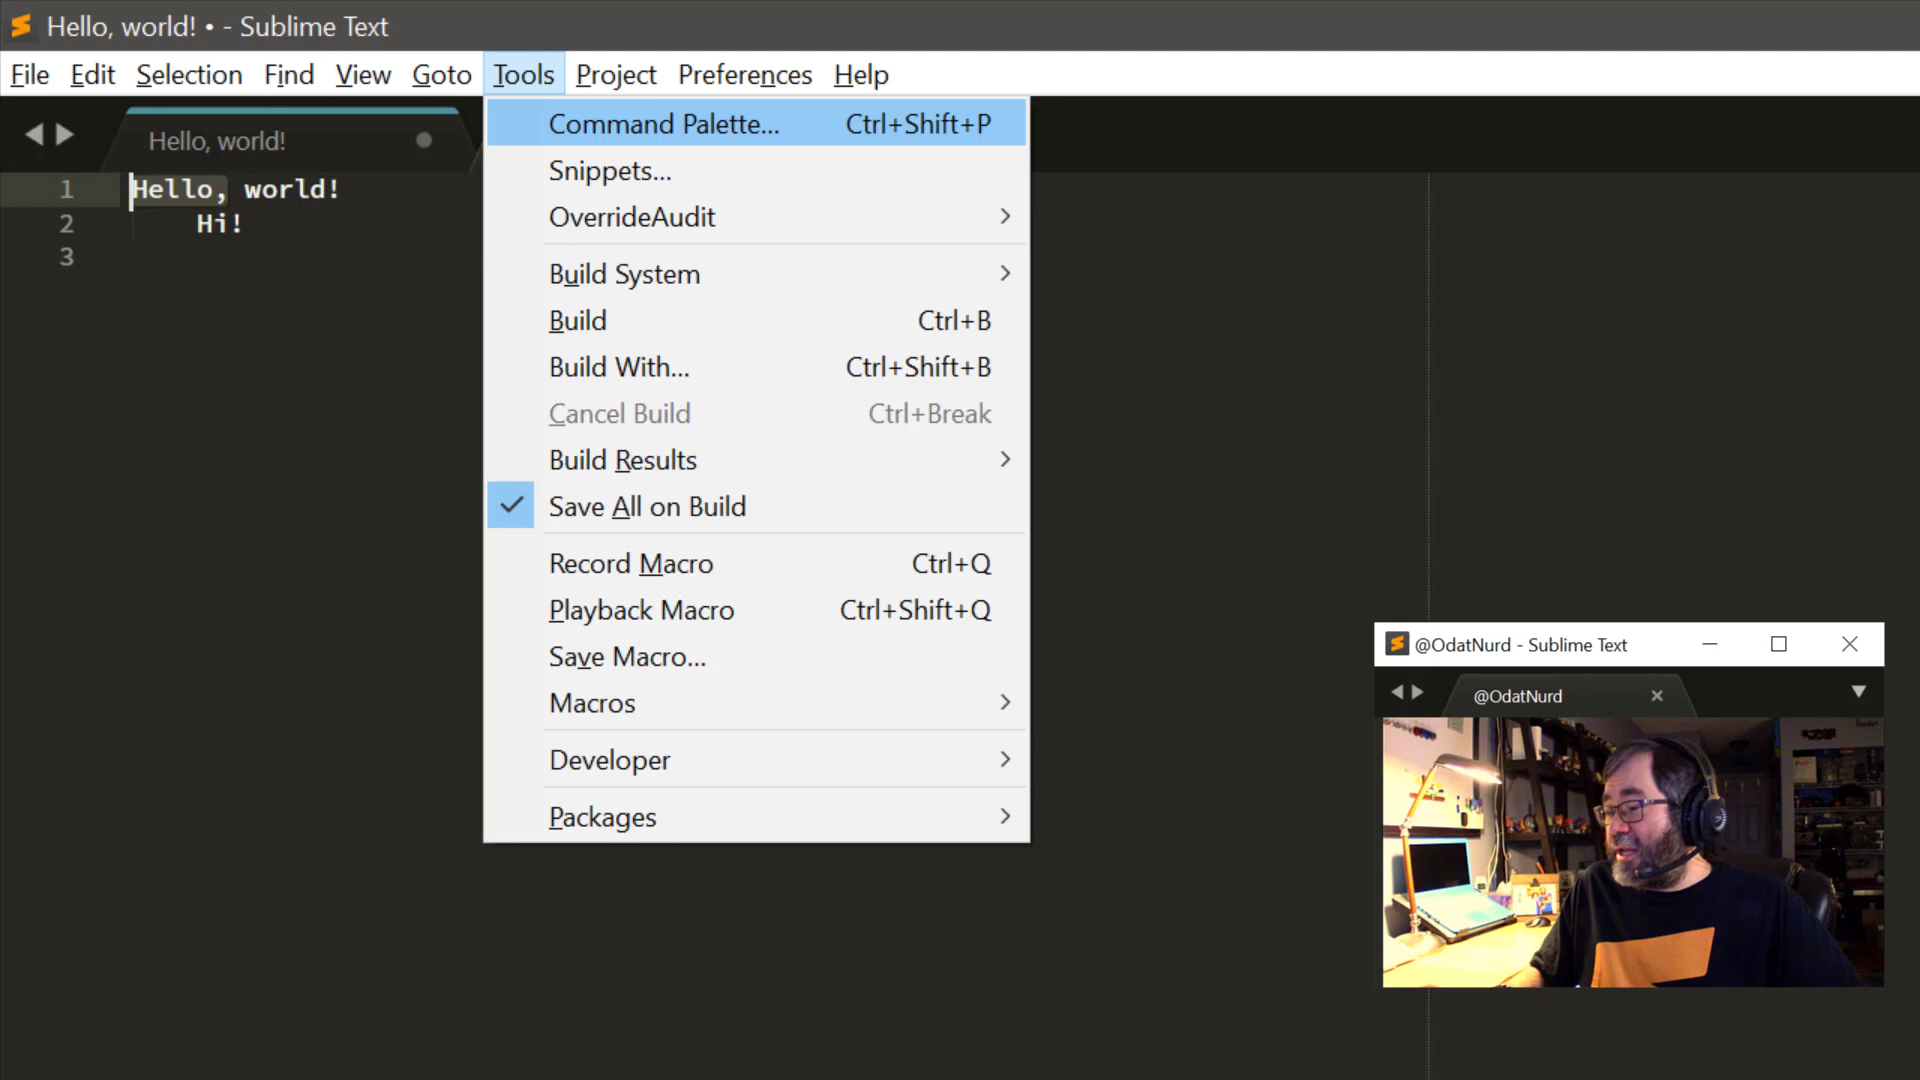 Hello, world! • - Sublime Text
File Edit Selection Find View Goto Tools Project Preferences Help
Hello, world!
1 Hello, world!
2 Hi!
3
Command Palette... Ctrl+Shift+P
Snippets...
OverrideAudit
Build System
Build Ctrl+B
Build With... Ctrl+Shift+B
Cancel Build Ctrl+Break
Build Results
Save All on Build
Record Macro Ctrl+Q
Playback Macro Ctrl+Shift+Q
Save Macro...
Macros
Developer
Packages
@OdatNurd - Sublime Text
@OdatNurd